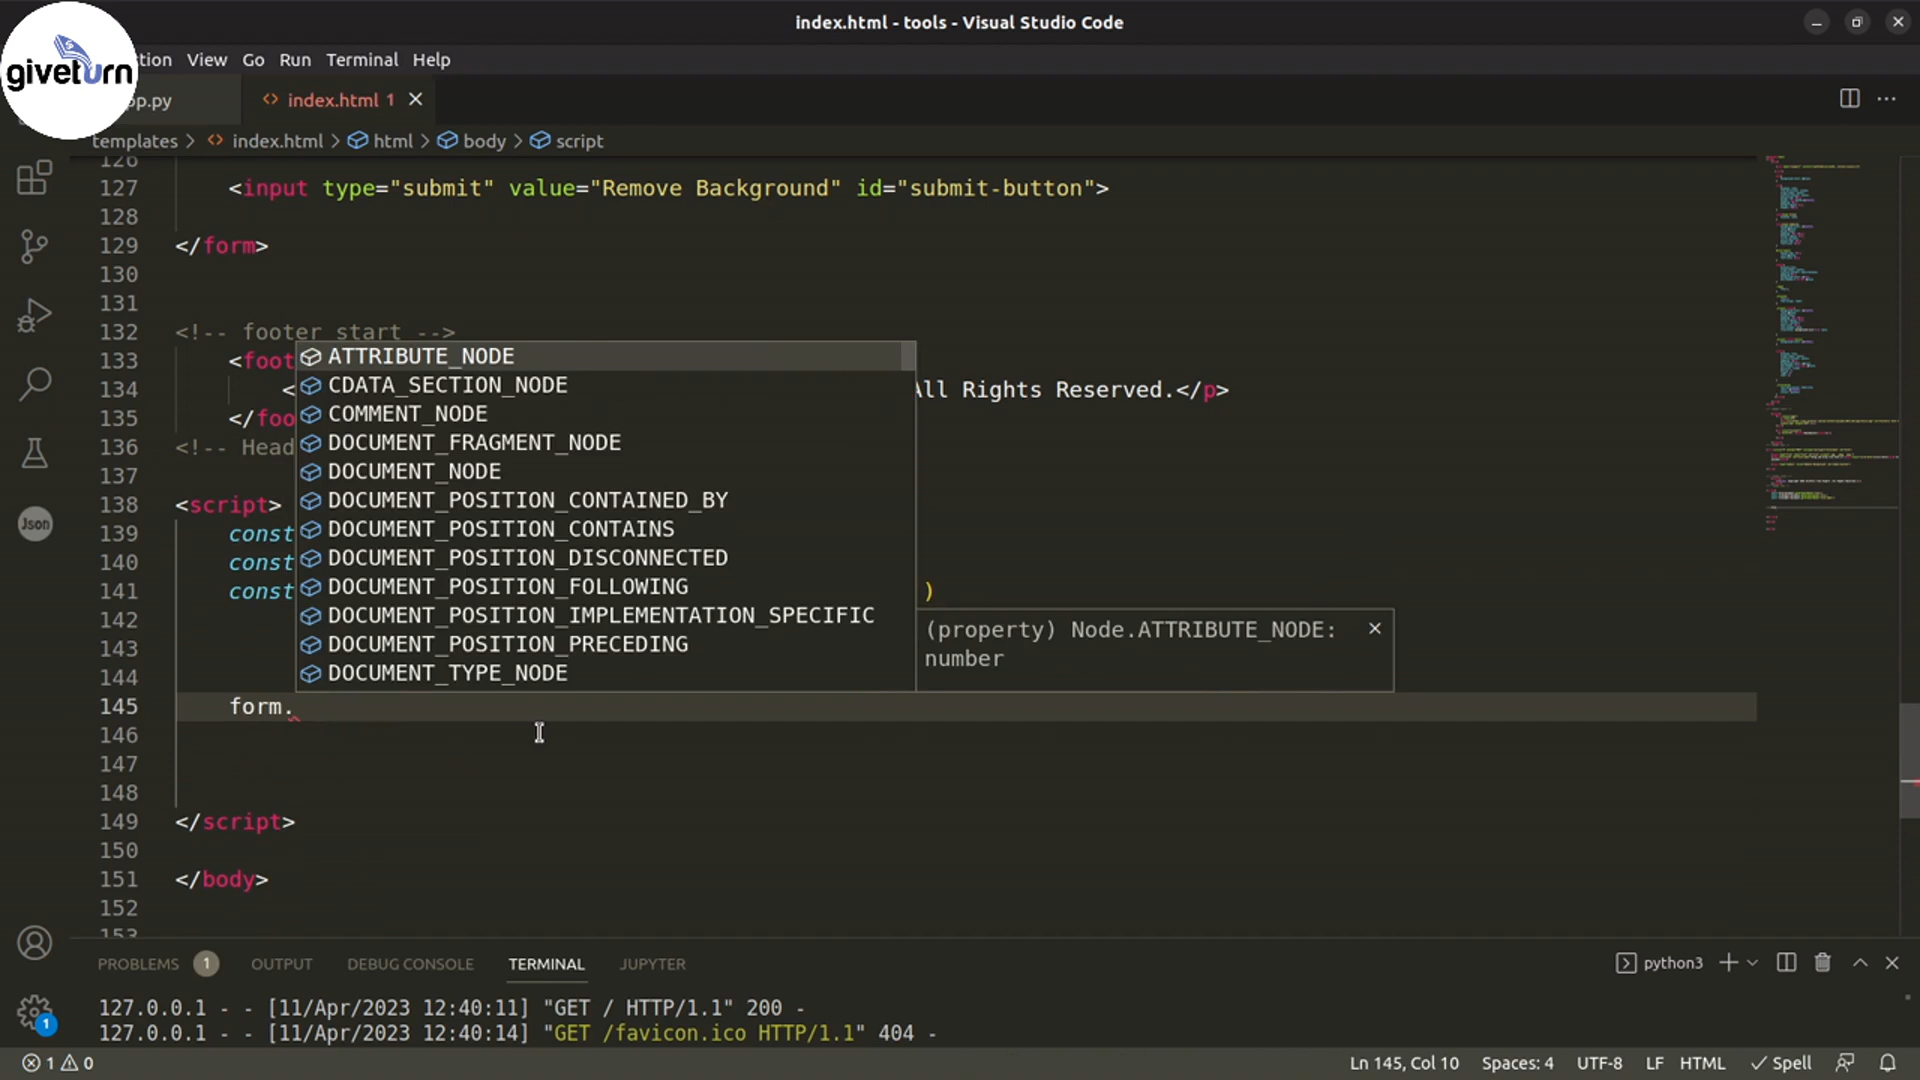 index.html - tools - Visual Studio Code
giveturn
tion View Go Run Terminal Help
pp.py
index.html 1
templates > index.html > html > body > script
126
127 <input type="submit" value="Remove Background" id="submit-button">
128
129 </form>
130
131
132 <!-- footer start -->
133 <foot
134 < All Rights Reserved.</p>
135 </foo
136 <!-- Head
137
138 <script>
139 const
140 const
141 const )
142
143
144
145 form.
146
147
148
149 </script>
150
151 </body>
152
153
ATTRIBUTE_NODE
CDATA_SECTION_NODE
COMMENT_NODE
DOCUMENT_FRAGMENT_NODE
DOCUMENT_NODE
DOCUMENT_POSITION_CONTAINED_BY
DOCUMENT_POSITION_CONTAINS
DOCUMENT_POSITION_DISCONNECTED
DOCUMENT_POSITION_FOLLOWING
DOCUMENT_POSITION_IMPLEMENTATION_SPECIFIC
DOCUMENT_POSITION_PRECEDING
DOCUMENT_TYPE_NODE
(property) Node.ATTRIBUTE_NODE:
number
Json
PROBLEMS 1 OUTPUT DEBUG CONSOLE TERMINAL JUPYTER python3
127.0.0.1 - - [11/Apr/2023 12:40:11] "GET / HTTP/1.1" 200 -
127.0.0.1 - - [11/Apr/2023 12:40:14] "GET /favicon.ico HTTP/1.1" 404 -
1
1 0 Ln 145, Col 10 Spaces: 4 UTF-8 LF HTML Spell